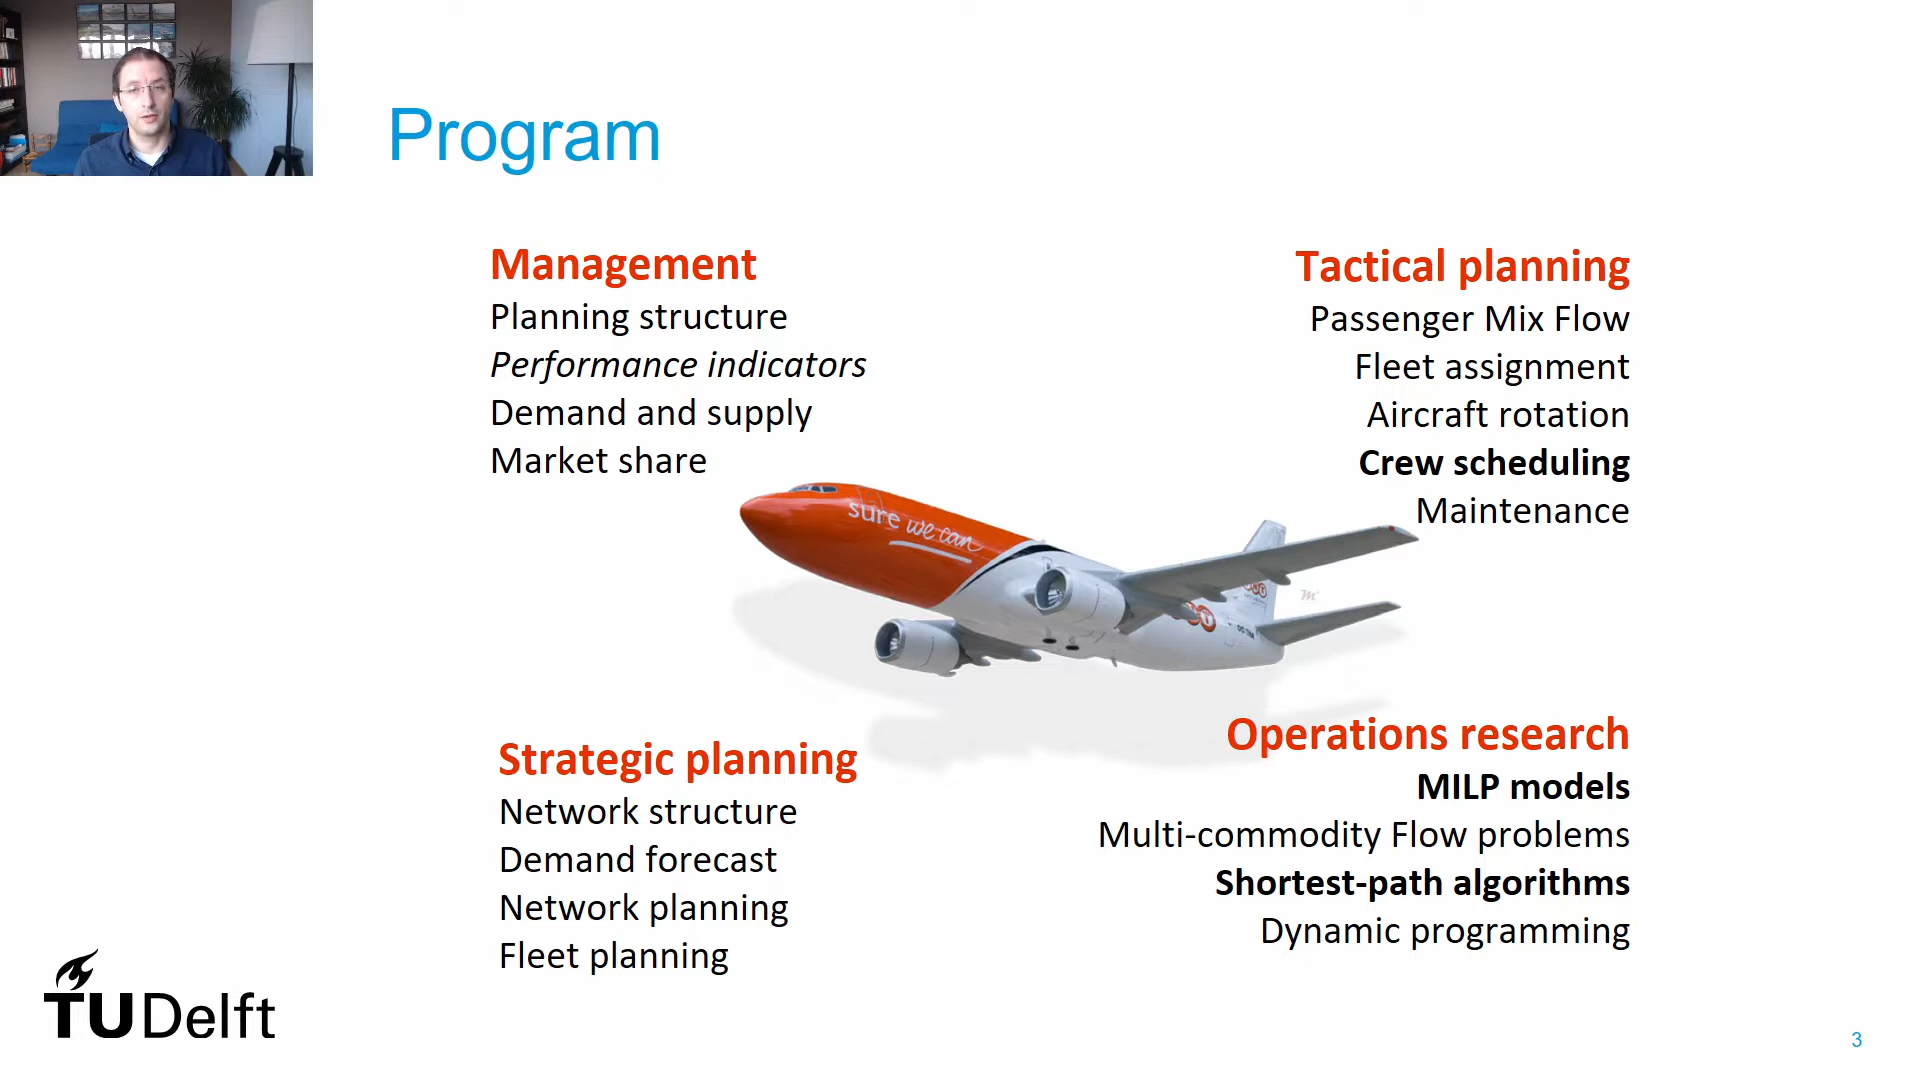 Program
Management
Planning structure
Performance indicators
Demand and supply
Market share
Tactical planning
Passenger Mix Flow
Fleet assignment
Aircraft rotation
Crew scheduling
Maintenance
sure we can
Strategic planning
Network structure
Demand forecast
Network planning
Fleet planning
Operations research
MILP models
Multi-commodity Flow problems
Shortest-path algorithms
Dynamic programming
TUDelft
3